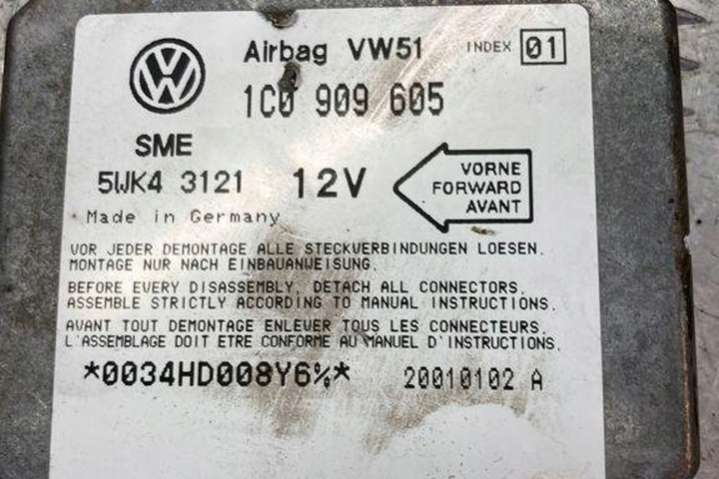 VW
Airbag VW51 INDEX 01
1C0 909 605
SME
5WK4 3121 12V
VORNE
FORWARD
AVANT
Made in Germany
VOR JEDER DEMONTAGE ALLE STECKVERBINDUNGEN LOESEN.
MONTAGE NUR NACH EINBAUANWEISUNG.
BEFORE EVERY DISASSEMBLY, DETACH ALL CONNECTORS.
ASSEMBLE STRICTLY ACCORDING TO MANUAL INSTRUCTIONS.
AVANT TOUT DEMONTAGE ENLEVER TOUS LES CONNECTEURS.
L'ASSEMBLAGE DOIT ETRE CONFORME AU MANUEL D'INSTRUCTIONS.
*0034HD008Y6%* 20010102 A